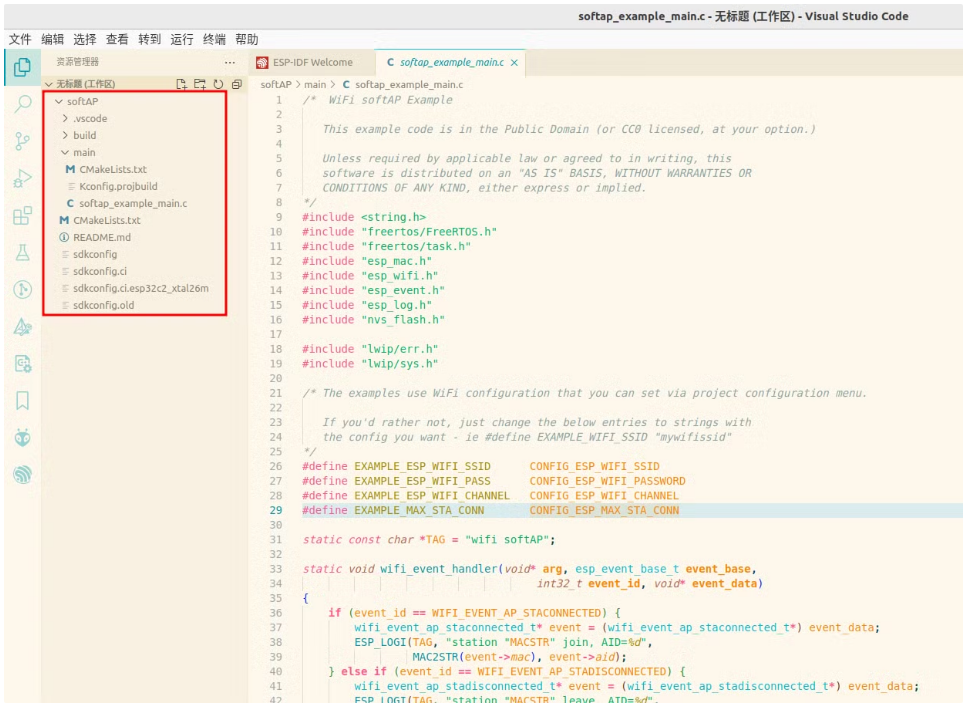 softap_example_main.c - 无标题 (工作区) - Visual Studio Code
文件 编辑 选择 查看 转到 运行 终端 帮助
资源管理器 ...
无标题 (工作区)
softAP
.vscode
build
main
CMakeLists.txt
Kconfig.projbuild
softap_example_main.c
CMakeLists.txt
README.md
sdkconfig
sdkconfig.ci
sdkconfig.ci.esp32c2_xtal26m
sdkconfig.old
ESP-IDF Welcome
C softap_example_main.c ×
softAP > main > C softap_example_main.c
1 /* WiFi softAP Example
2
3 This example code is in the Public Domain (or CC0 licensed, at your option.)
4
5 Unless required by applicable law or agreed to in writing, this
6 software is distributed on an "AS IS" BASIS, WITHOUT WARRANTIES OR
7 CONDITIONS OF ANY KIND, either express or implied.
8 */
9 #include <string.h>
10 #include "freertos/FreeRTOS.h"
11 #include "freertos/task.h"
12 #include "esp_mac.h"
13 #include "esp_wifi.h"
14 #include "esp_event.h"
15 #include "esp_log.h"
16 #include "nvs_flash.h"
17
18 #include "lwip/err.h"
19 #include "lwip/sys.h"
20
21 /* The examples use WiFi configuration that you can set via project configuration menu.
22
23 If you'd rather not, just change the below entries to strings with
24 the config you want - ie #define EXAMPLE_WIFI_SSID "mywifissid"
25 */
26 #define EXAMPLE_ESP_WIFI_SSID CONFIG_ESP_WIFI_SSID
27 #define EXAMPLE_ESP_WIFI_PASS CONFIG_ESP_WIFI_PASSWORD
28 #define EXAMPLE_ESP_WIFI_CHANNEL CONFIG_ESP_WIFI_CHANNEL
29 #define EXAMPLE_MAX_STA_CONN CONFIG_ESP_MAX_STA_CONN
30
31 static const char *TAG = "wifi softAP";
32
33 static void wifi_event_handler(void* arg, esp_event_base_t event_base,
34 int32_t event_id, void* event_data)
35 {
36 if (event_id == WIFI_EVENT_AP_STACONNECTED) {
37 wifi_event_ap_staconnected_t* event = (wifi_event_ap_staconnected_t*) event_data;
38 ESP_LOGI(TAG, "station "MACSTR" join, AID=%d",
39 MAC2STR(event->mac), event->aid);
40 } else if (event_id == WIFI_EVENT_AP_STADISCONNECTED) {
41 wifi_event_ap_stadisconnected_t* event = (wifi_event_ap_stadisconnected_t*) event_data;
42 ESP_LOGI(TAG, "station "MACSTR" leave, AID=%d",